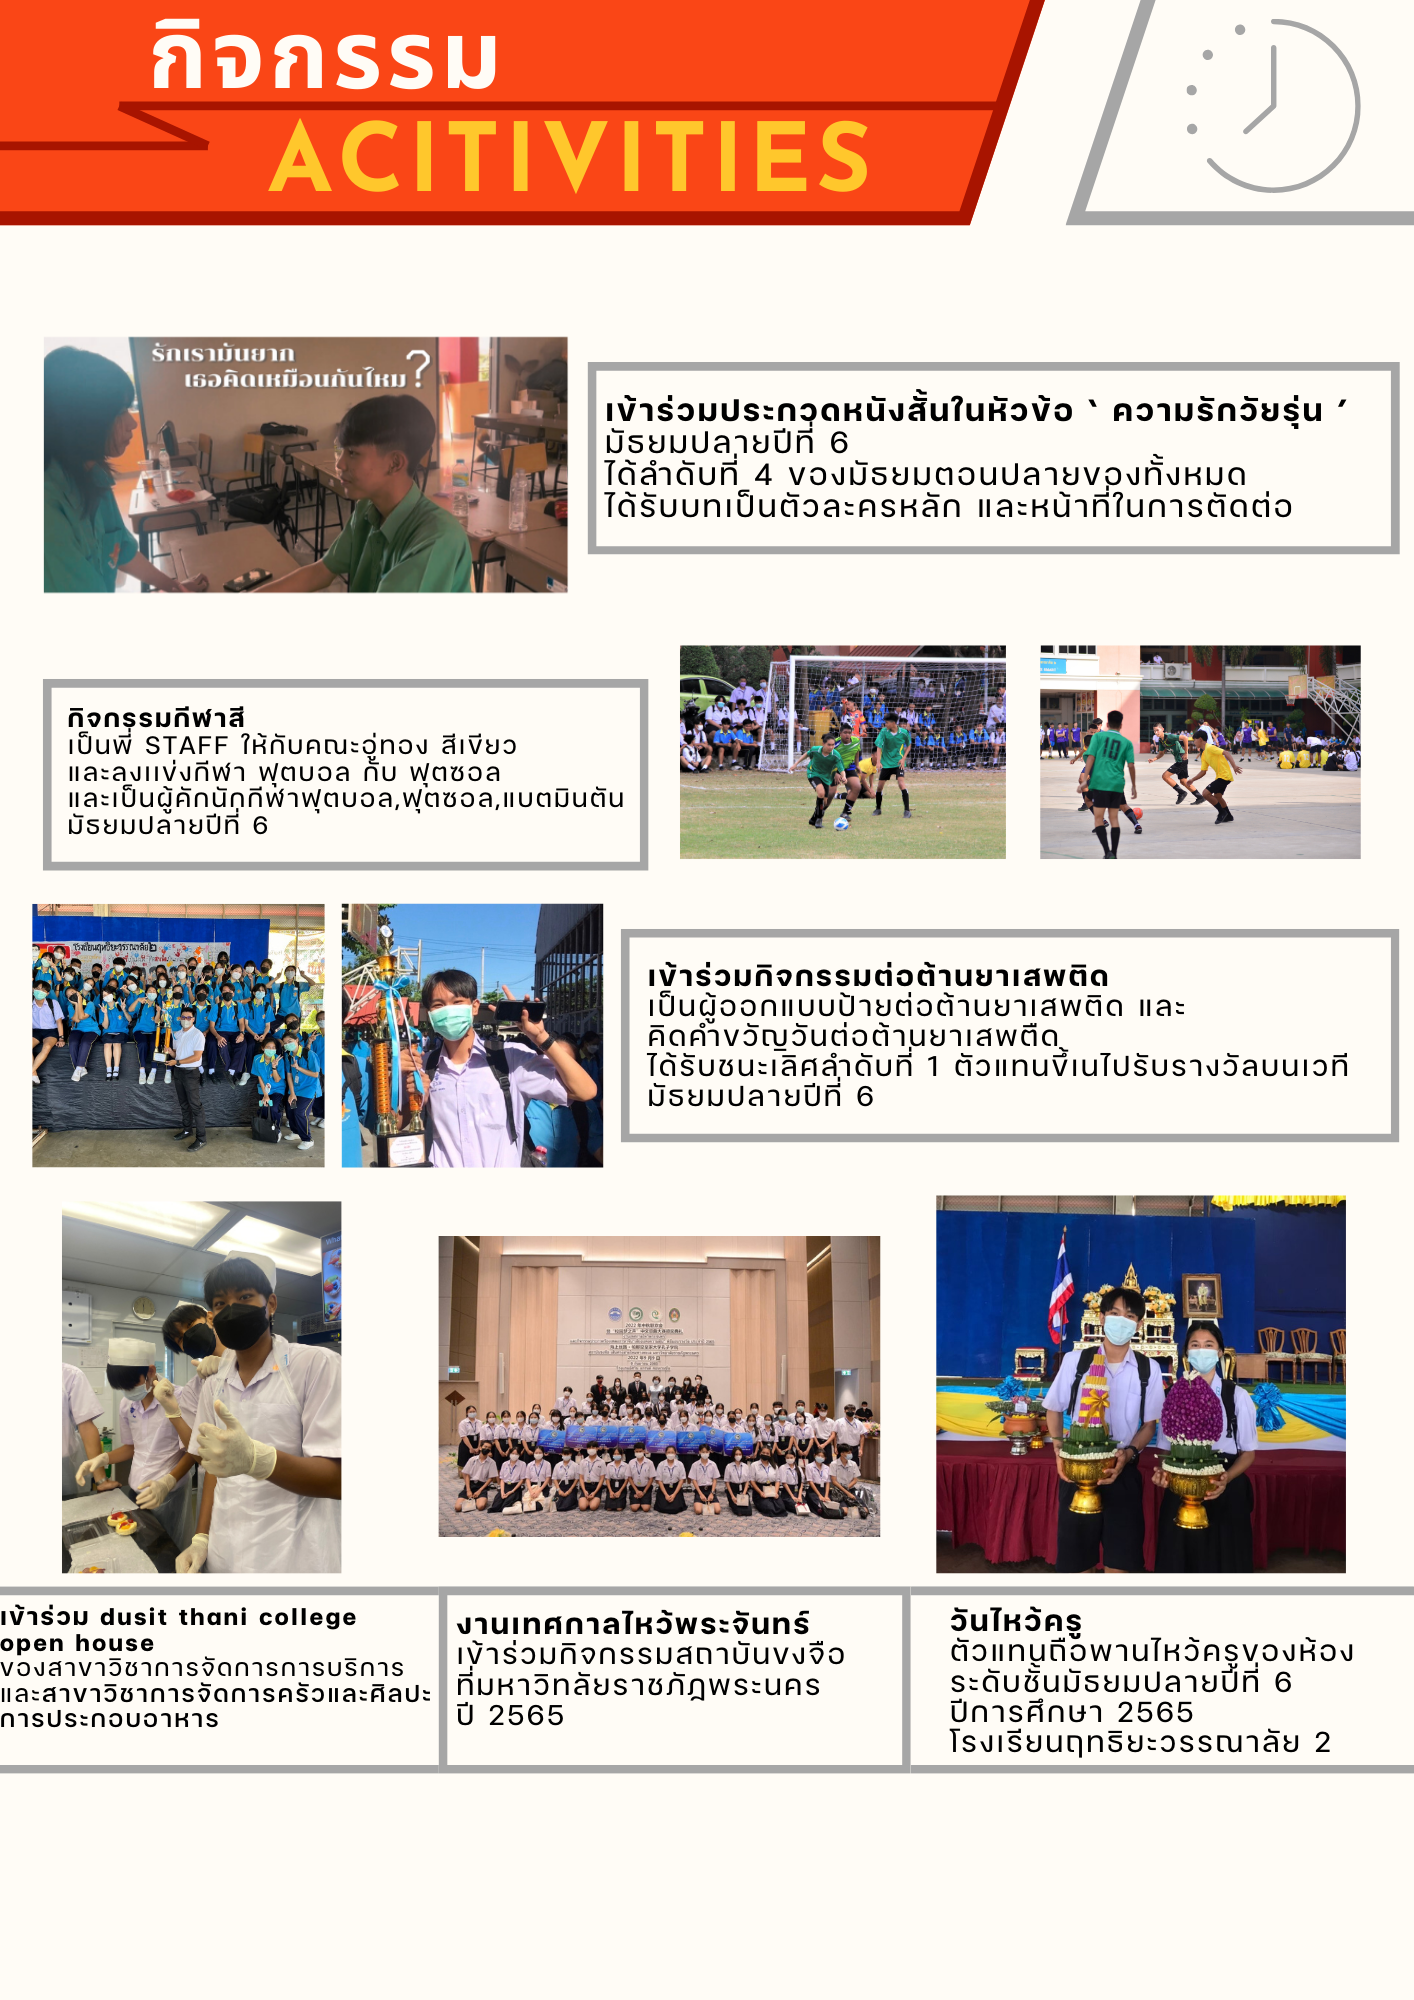 กิจกรรม
ACITIVITIES
รักเรามันยาก
เธอคิดเหมือนกันไหม?
เข้าร่วมประกวดหนังสั้นในหัวข้อ ‘ ความรักวัยรุ่น ’
มัธยมปลายปีที่ 6
ได้ลำดับที่ 4 ของมัธยมตอนปลายของทั้งหมด
ได้รับบทเป็นตัวละครหลัก และหน้าที่ในการตัดต่อ
กิจกรรมกีฬาสี
เป็นพี่ STAFF ให้กับคณะอู่ทอง สีเขียว
และลงเเข่งกีฬา ฟุตบอล กับ ฟุตซอล
และเป็นผู้คักนักกีฬาฟุตบอล,ฟุตซอล,แบตมินตัน
มัธยมปลายปีที่ 6
10
โรงเรียนฤทธิยะวรรณาลัย๒
เข้าร่วมกิจกรรมต่อต้านยาเสพติด
เป็นผู้ออกแบบป้ายต่อต้านยาเสพติด และ
คิดคำขวัญวันต่อต้านยาเสพตืด
ได้รับชนะเลิศลำดับที่ 1 ตัวแทนขึ้เนไปรับรางวัลบนเวที
มัธยมปลายปีที่ 6
เข้าร่วม dusit thani college
open house
ของสาขาวิชาการจัดการการบริการ
และสาขาวิชาการจัดการครัวและศิลปะ
การประกอบอาหาร
งานเทศกาลไหว้พระจันทร์
เข้าร่วมกิจกรรมสถาบันขงจื่อ
ที่มหาวิทลัยราชภัฎพระนคร
ปี 2565
วันไหว้ครู
ตัวแทนถือพานไหว้ครูของห้อง
ระดับชั้นมัธยมปลายปีที่ 6
ปีการศึกษา 2565
โรงเรียนฤทธิยะวรรณาลัย 2